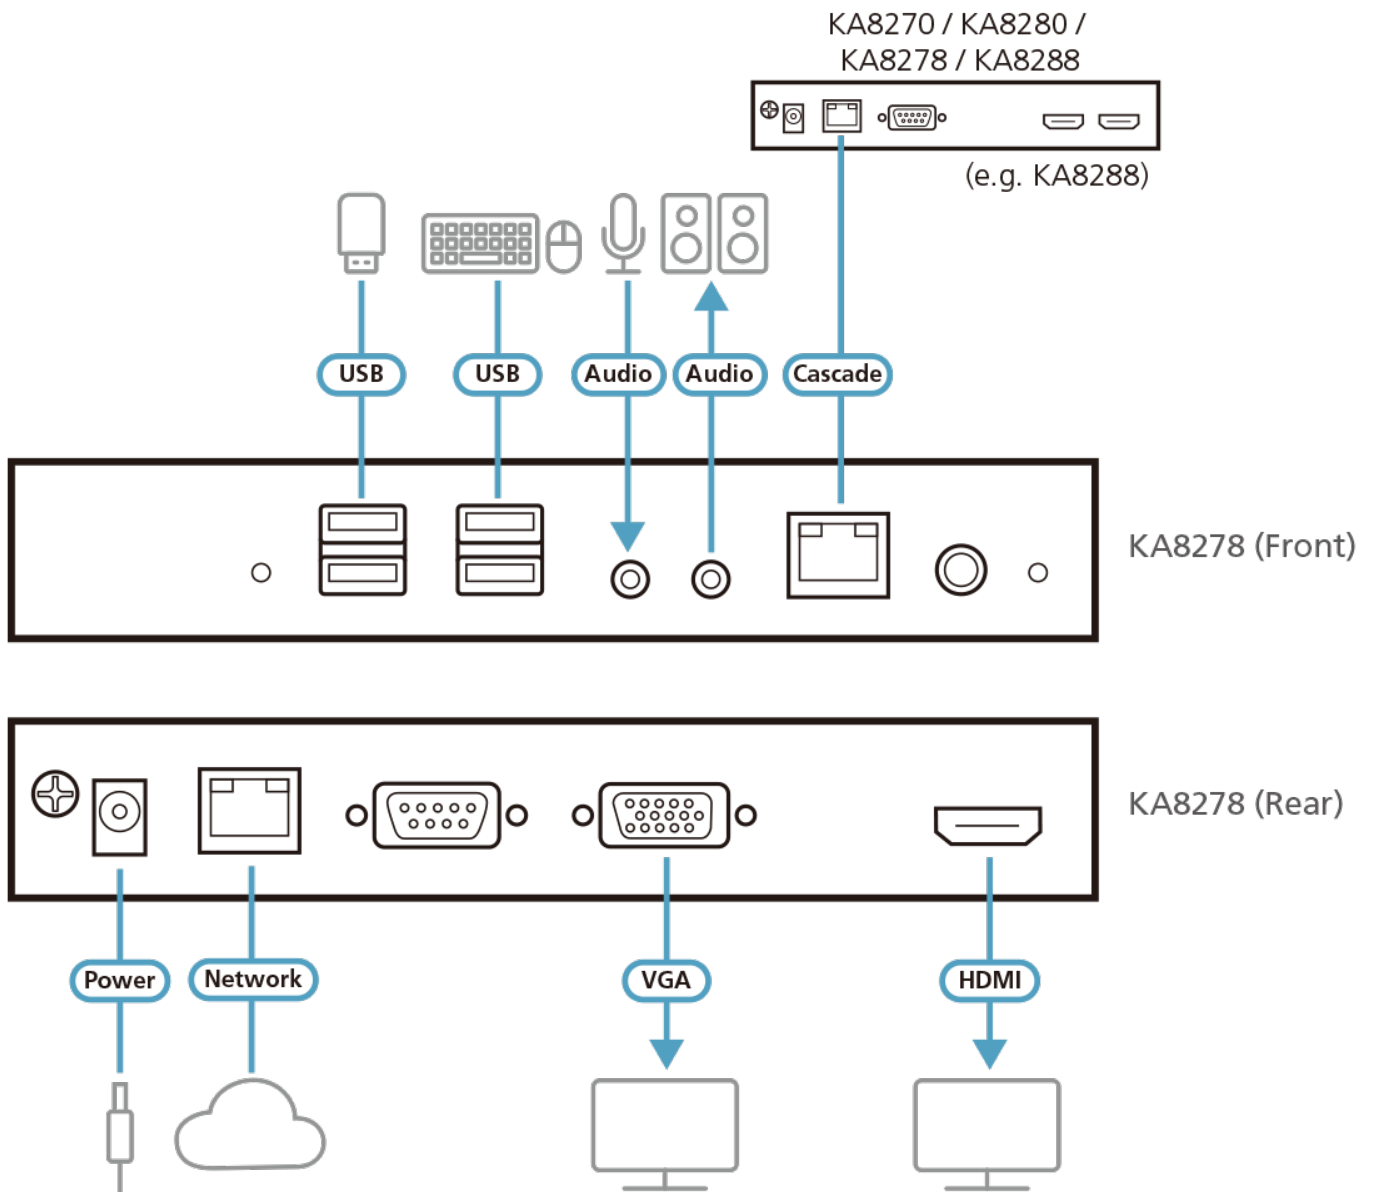 KA8270 / KA8280 /
KA8278 / KA8288
(e.g. KA8288)
USB
USB
Audio
Audio
Cascade
KA8278 (Front)
KA8278 (Rear)
Power
Network
VGA
HDMI